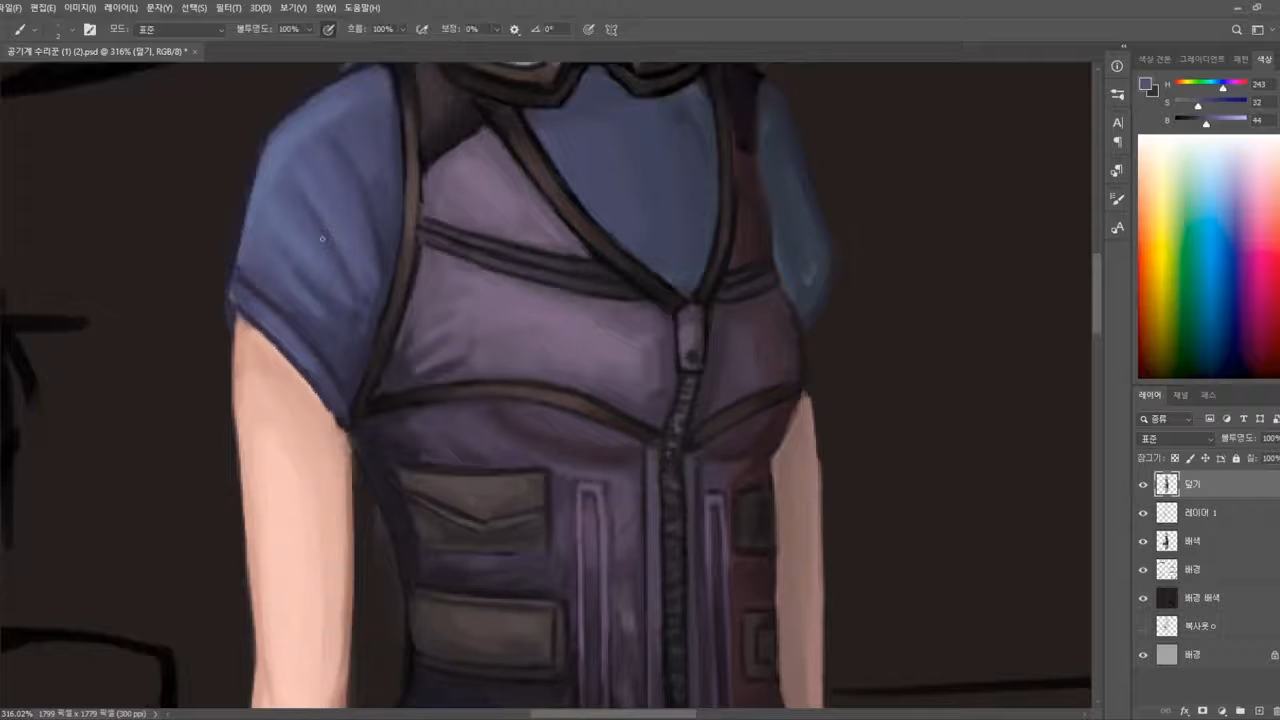 파일(F) 편집(E) 이미지(I) 레이어(L) 문자(Y) 선택(S) 필터(T) 3D(D) 보기(V) 창(W) 도움말(H)
2 모드: 표준 불투명도: 100% 흐름: 100% 보정: 0% 0°
공기계 수리꾼 (1) (2).psd @ 316% (덮기, RGB/8) *
색상 견본 그레이디언트 패턴 색상
H 243
S 32
B 44
레이어 채널 패스
종류
표준 불투명도: 100%
잠그기: 칠: 100%
덮기
레이어 1
배색
배경
배경 배색
배경
316.02% 1799 픽셀 x 1779 픽셀 (300 ppi)